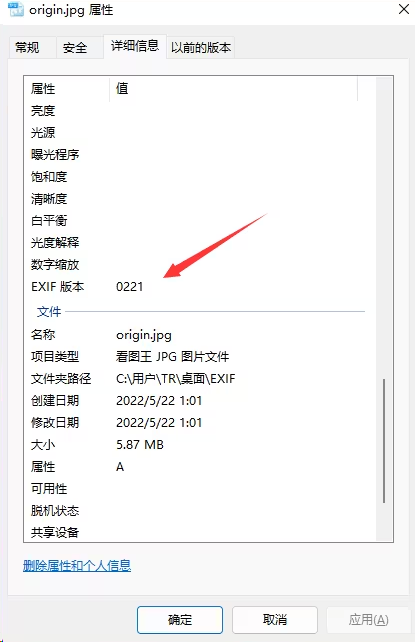 origin.jpg 属性
常规 安全 详细信息 以前的版本
属性 值
亮度
光源
曝光程序
饱和度
清晰度
白平衡
光度解释
数字缩放
EXIF 版本 0221
文件
名称 origin.jpg
项目类型 看图王 JPG 图片文件
文件夹路径 C:\用户\TR\桌面\EXIF
创建日期 2022/5/22 1:01
修改日期 2022/5/22 1:01
大小 5.87 MB
属性 A
可用性
脱机状态
共享设备
删除属性和个人信息
确定 取消 应用(A)